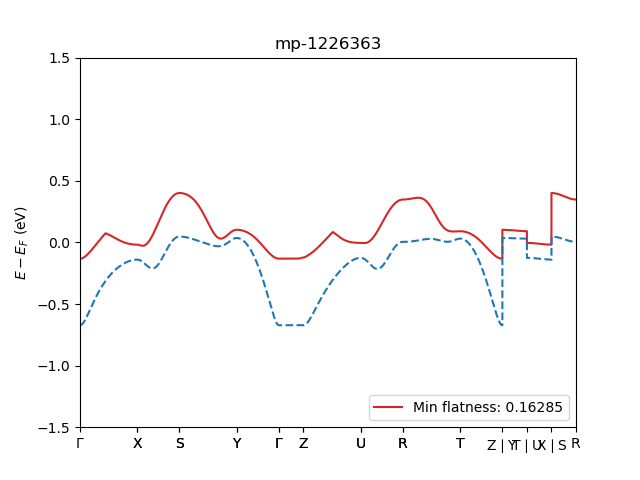 mp-1226363
E − E_F (eV)
1.5
1.0
0.5
0.0
−0.5
−1.0
−1.5
Min flatness: 0.16285
Γ X S Y Γ Z U R T Z | Y T | U X | S R